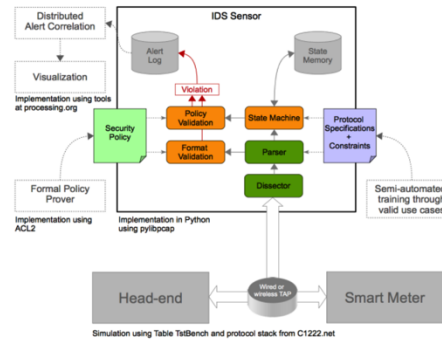 Distributed
Alert Correlation
Visualization
Implementation using tools
at processing.org
IDS Sensor
Alert
Log
State
Memory
Violation
Policy
Validation
State Machine
Security
Policy
Format
Validation
Parser
Protocol
Specifications
+
Constraints
Dissector
Formal Policy
Prover
Implementation using
ACL2
Implementation in Python
using pylibpcap
Semi-automated
training through
valid use cases
Head-end
Wired or
wireless TAP
Smart Meter
Simulation using Table TstBench and protocol stack from C1222.net